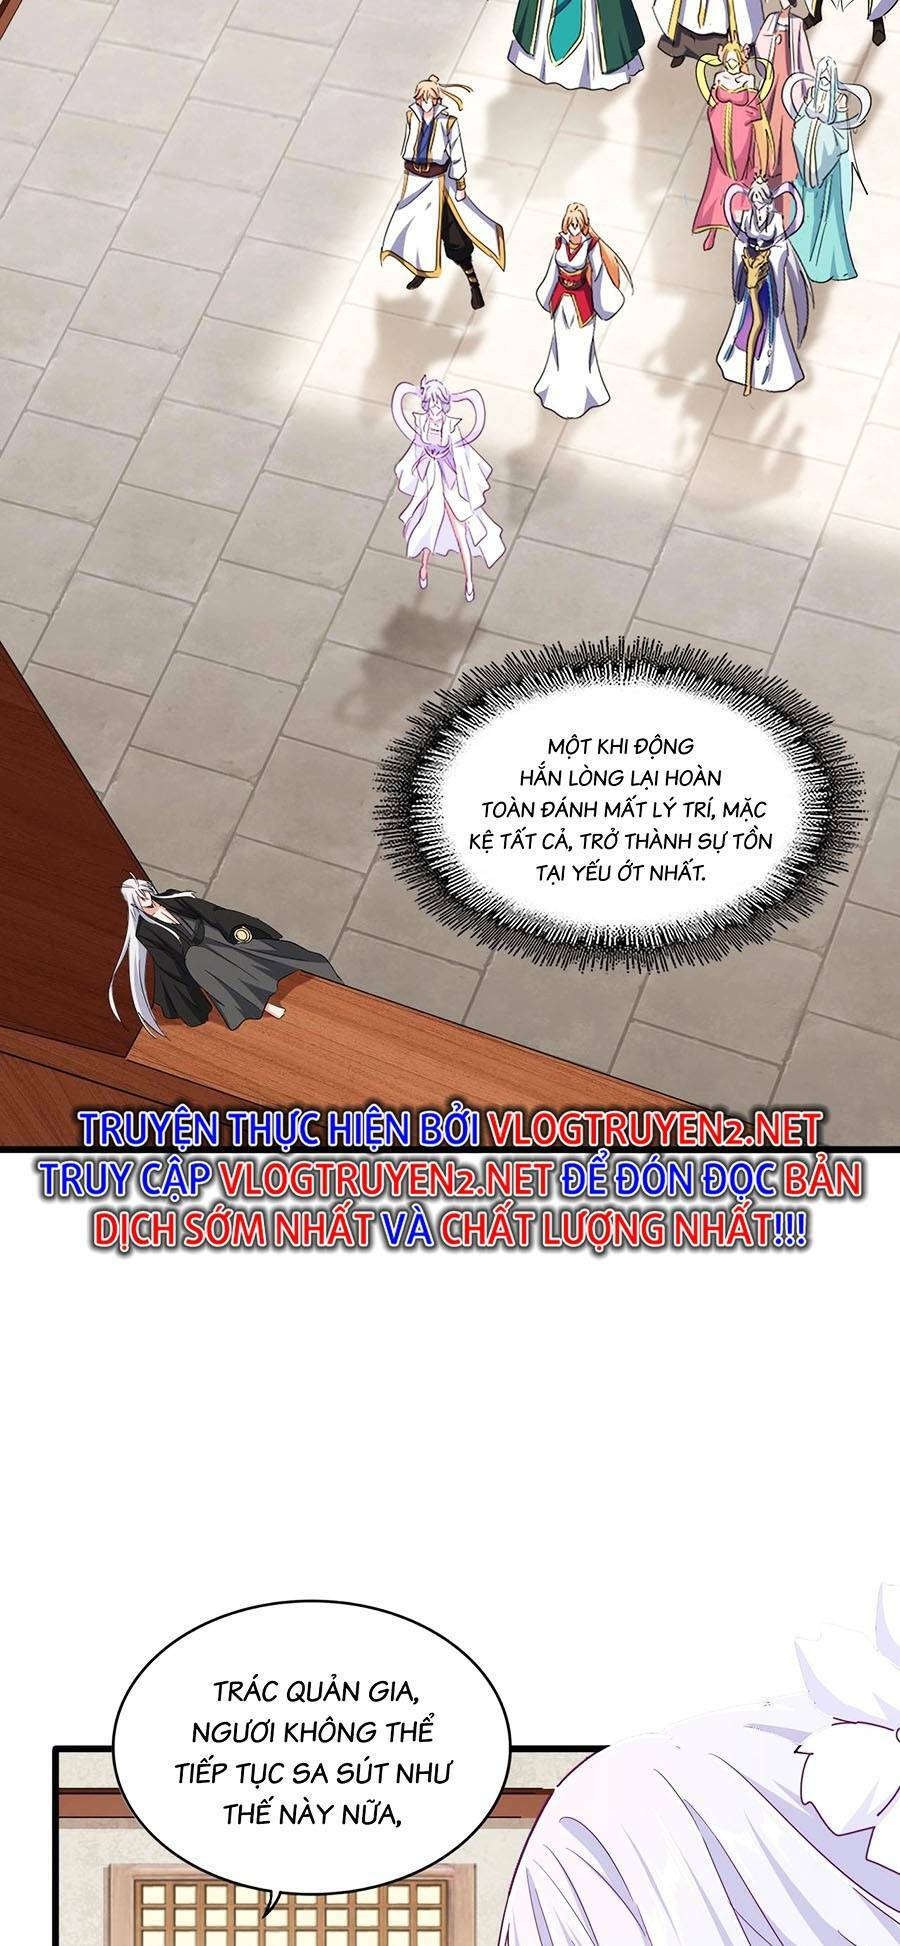 MỘT KHI ĐỘNG
HẮN LÒNG LẠI HOÀN
TOÀN ĐÁNH MẤT LÝ TRÍ, MẶC
KỆ TẤT CẢ, TRỞ THÀNH SỰ TỒN
TẠI YẾU ỚT NHẤT.
TRUYỆN THỰC HIỆN BỞI VLOGTRUYEN2.NET
TRUY CẬP VLOGTRUYEN2.NET ĐỂ ĐÓN ĐỌC BẢN
DỊCH SỚM NHẤT VÀ CHẤT LƯỢNG NHẤT!!!
TRÁC QUẢN GIA,
NGƯƠI KHÔNG THỂ
TIẾP TỤC SA SÚT NHƯ
THẾ NÀY NỮA,